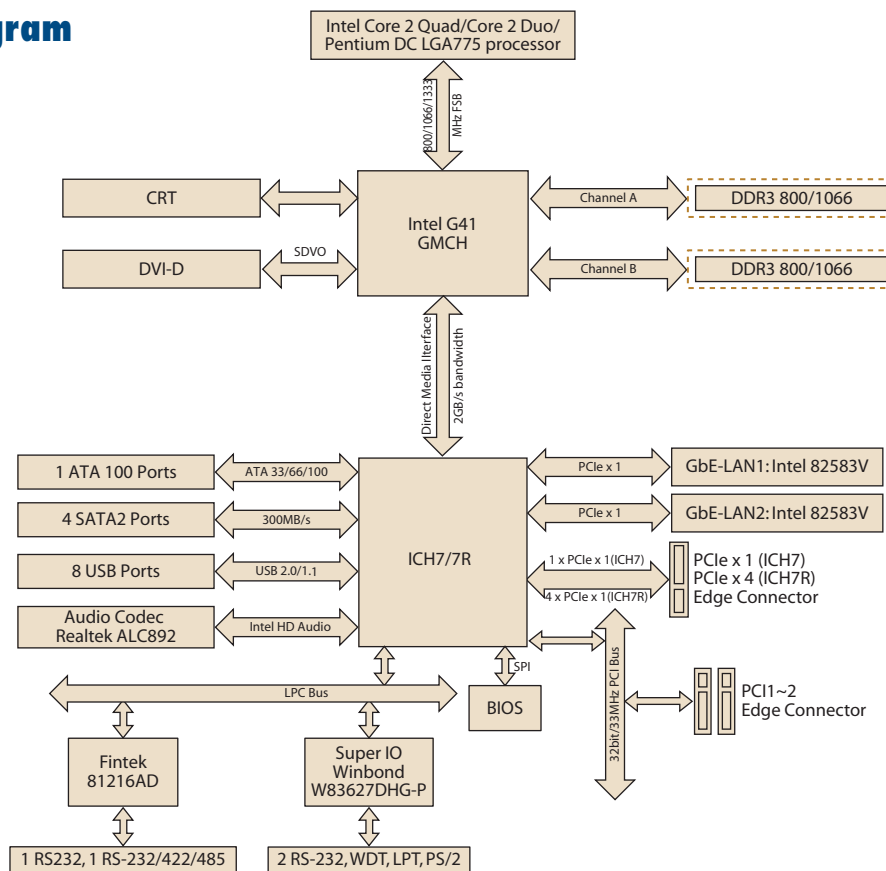 gram
Intel Core 2 Quad/Core 2 Duo/
Pentium DC LGA775 processor
800/1066/1333
MHz FSB
CRT
Intel G41
GMCH
Channel A
DDR3 800/1066
DVI-D
SDVO
Channel B
DDR3 800/1066
Direct Media IIterface
2GB/s bandwidth
1 ATA 100 Ports
ATA 33/66/100
ICH7/7R
PCIe x 1
GbE-LAN1: Intel 82583V
4 SATA2 Ports
300MB/s
PCIe x 1
GbE-LAN2: Intel 82583V
8 USB Ports
USB 2.0/1.1
1 x PCIe x 1(ICH7)
4 x PCIe x 1(ICH7R)
PCIe x 1 (ICH7)
PCIe x 4 (ICH7R)
Edge Connector
Audio Codec
Realtek ALC892
Intel HD Audio
SPI
LPC Bus
BIOS
32bit/33MHz PCI Bus
PCI1~2
Edge Connector
Fintek
81216AD
Super IO
Winbond
W83627DHG-P
1 RS232, 1 RS-232/422/485
2 RS-232, WDT, LPT, PS/2